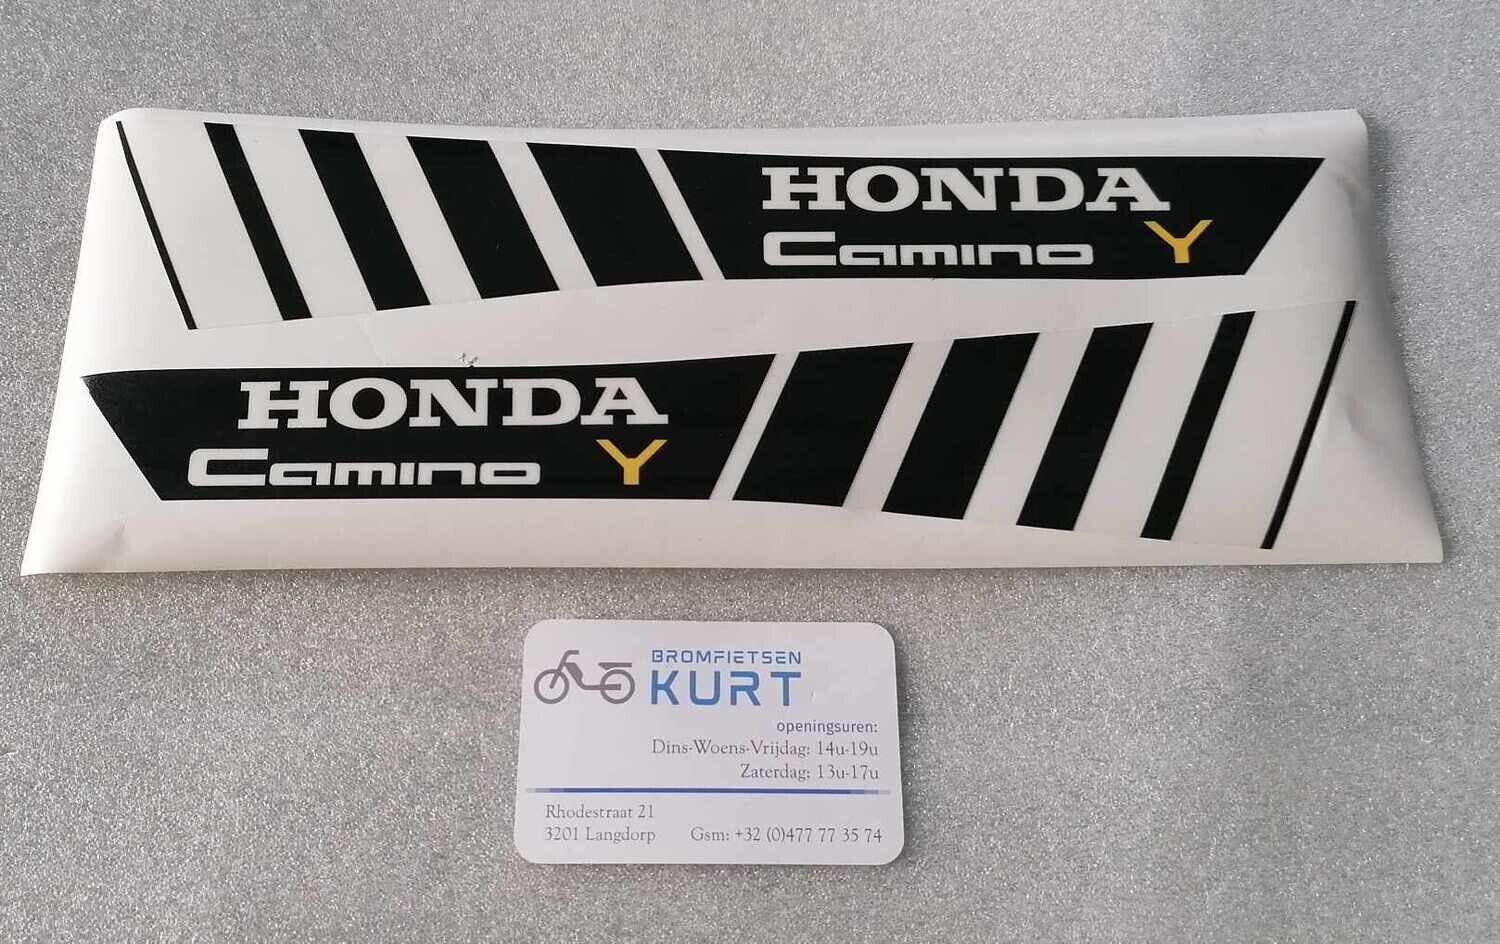 HONDA
Camino Y
HONDA
Camino Y
BROMFIETSEN
KURT
openingsuren:
Dins-Woens-Vrijdag: 14u-19u
Zaterdag: 13u-17u
Rhodestraat 21
3201 Langdorp Gsm: +32 (0)477 77 35 74